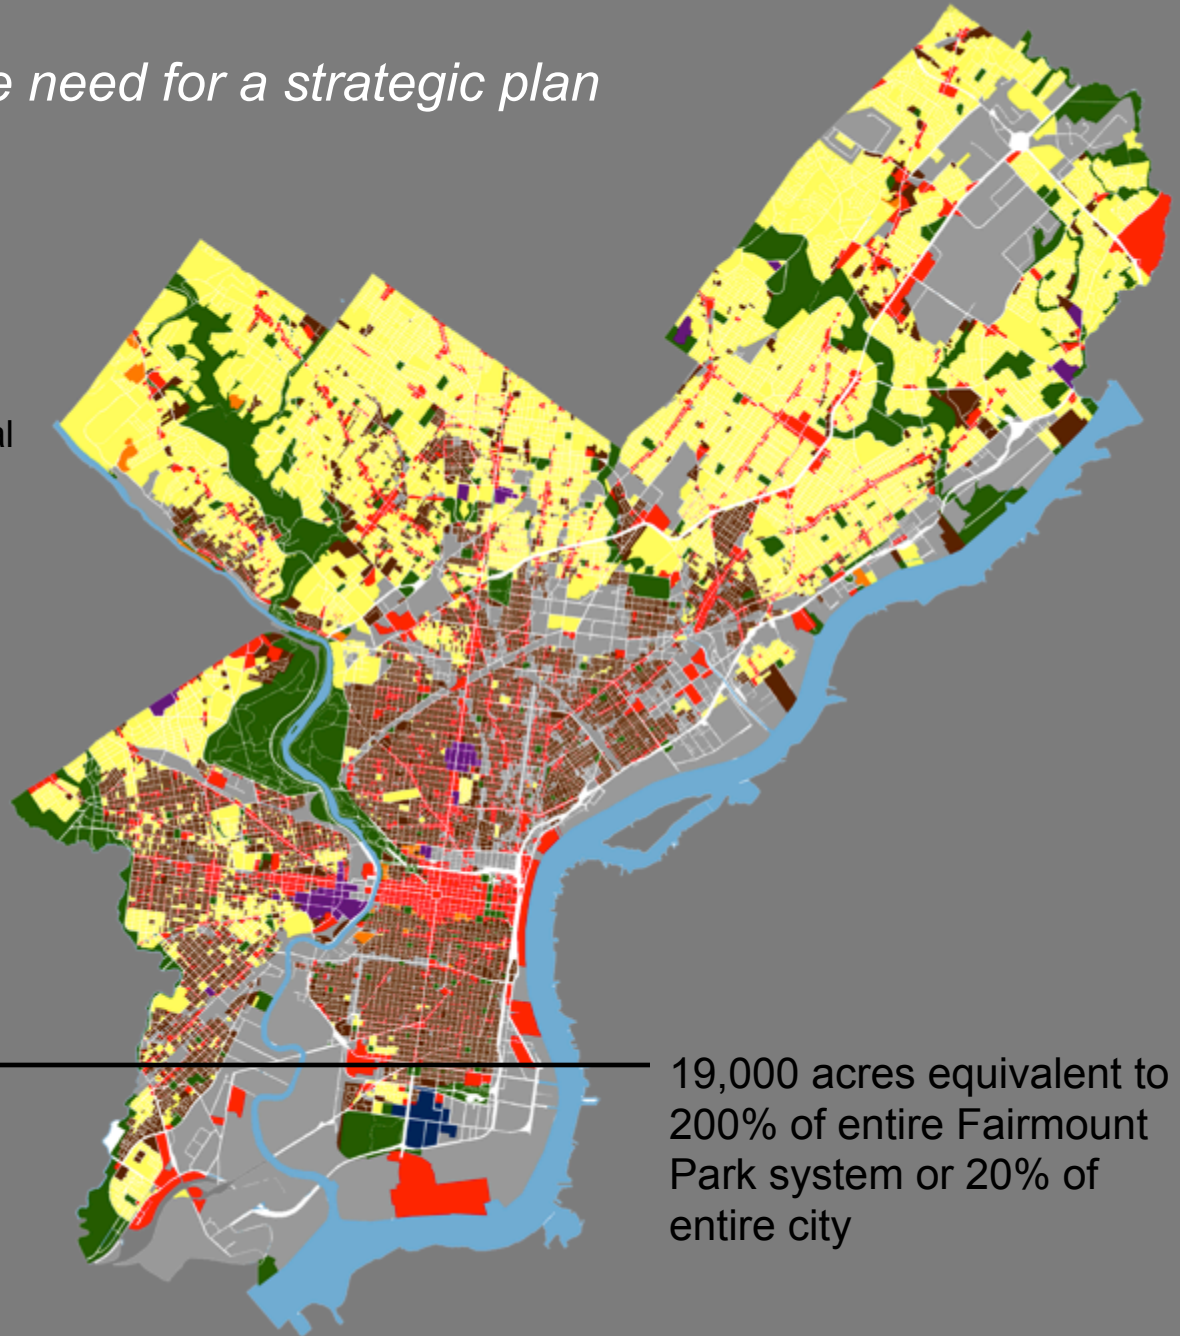 e need for a strategic plan
al
19,000 acres equivalent to
200% of entire Fairmount
Park system or 20% of
entire city